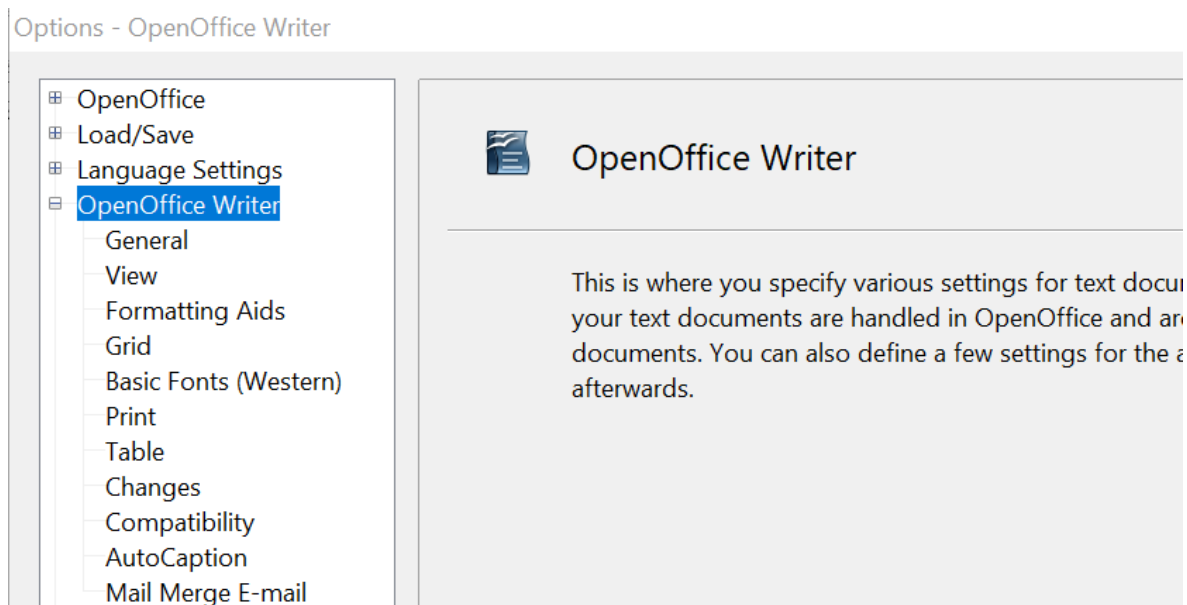 Options - OpenOffice Writer
OpenOffice
Load/Save
Language Settings
OpenOffice Writer
General
View
Formatting Aids
Grid
Basic Fonts (Western)
Print
Table
Changes
Compatibility
AutoCaption
Mail Merge E-mail
OpenOffice Writer
This is where you specify various settings for text
your text documents are handled in OpenOffice and
documents. You can also define a few settings for the
afterwards.